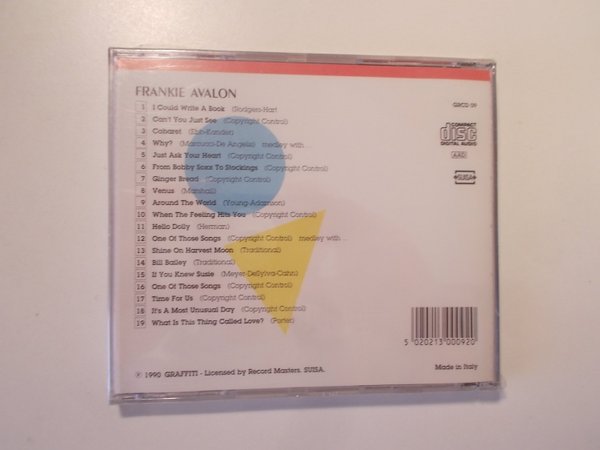 FRANKIE AVALON
GRCD 09
1 I Could Write A Book (Rodgers-Hart
2 Can't You Just See (Copyright Control)
3 Cabaret (Ebb-Kander)
4 Why? (Marcucci-De Angelis) medley with...
5 Just Ask Your Heart (Copyright Control)
6 From Bobby Soxs To Stockings (Copyright Control)
7 Ginger Bread (Copyright Control)
8 Venus (Marshall)
9 Around The World (Young-Adamson)
10 When The Feeling Hits You (Copyright Control)
11 Hello Dolly (Herman)
12 One Of Those Songs (Copyright Control) medley with ...
13 Shine On Harvest Moon (Traditional)
14 Bill Bailey (Traditional)
15 If You Knew Susie (Meyer-DeSylva-Cahn)
16 One Of Those Songs (Copyright Control)
17 Time For Us (Copyright Control)
18 It's A Most Unusual Day (Copyright Control)
19 What Is This Thing Called Love? (Porter)
COMPACT
disc
DIGITAL AUDIO
AAD
SUISA
5 020213 000920
℗ 1990 GRAFFITI - Licensed by Record Masters. SUISA.
Made in Italy